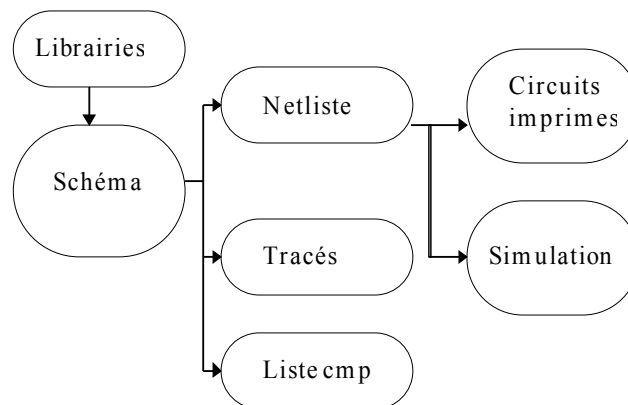 Librairies
Schéma
Netliste
Tracés
Liste cmp
Circuits
imprimes
Simulation